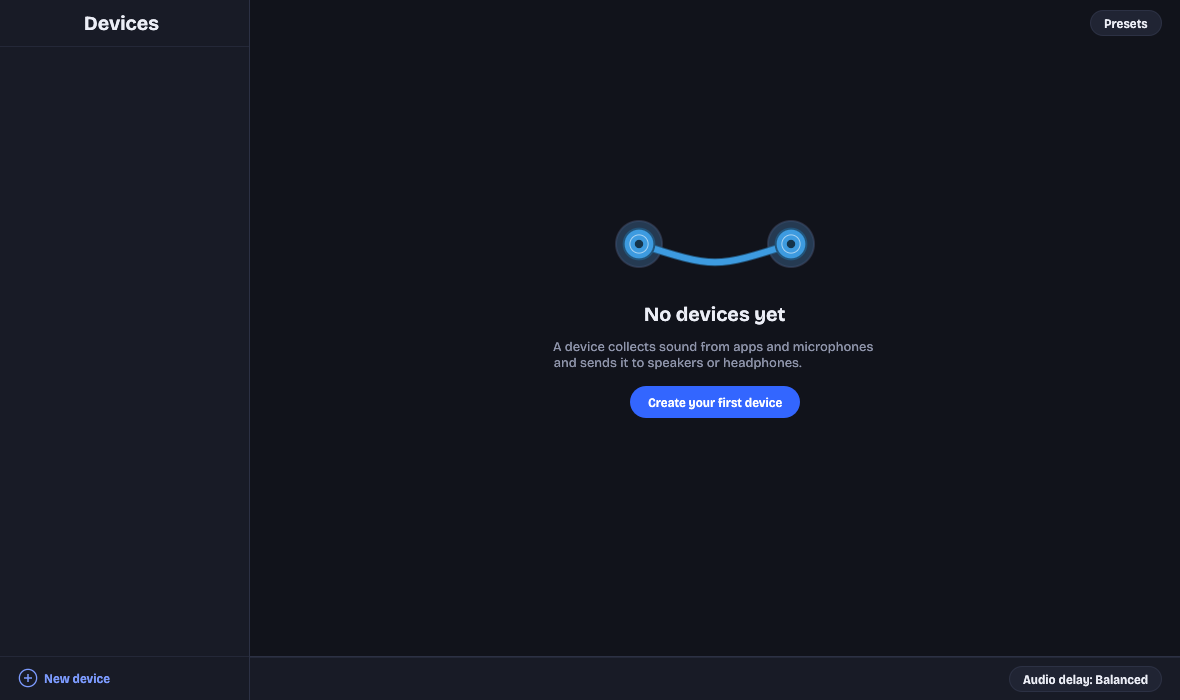 Devices
Presets
No devices yet
A device collects sound from apps and microphones
and sends it to speakers or headphones.
Create your first device
New device
Audio delay: Balanced